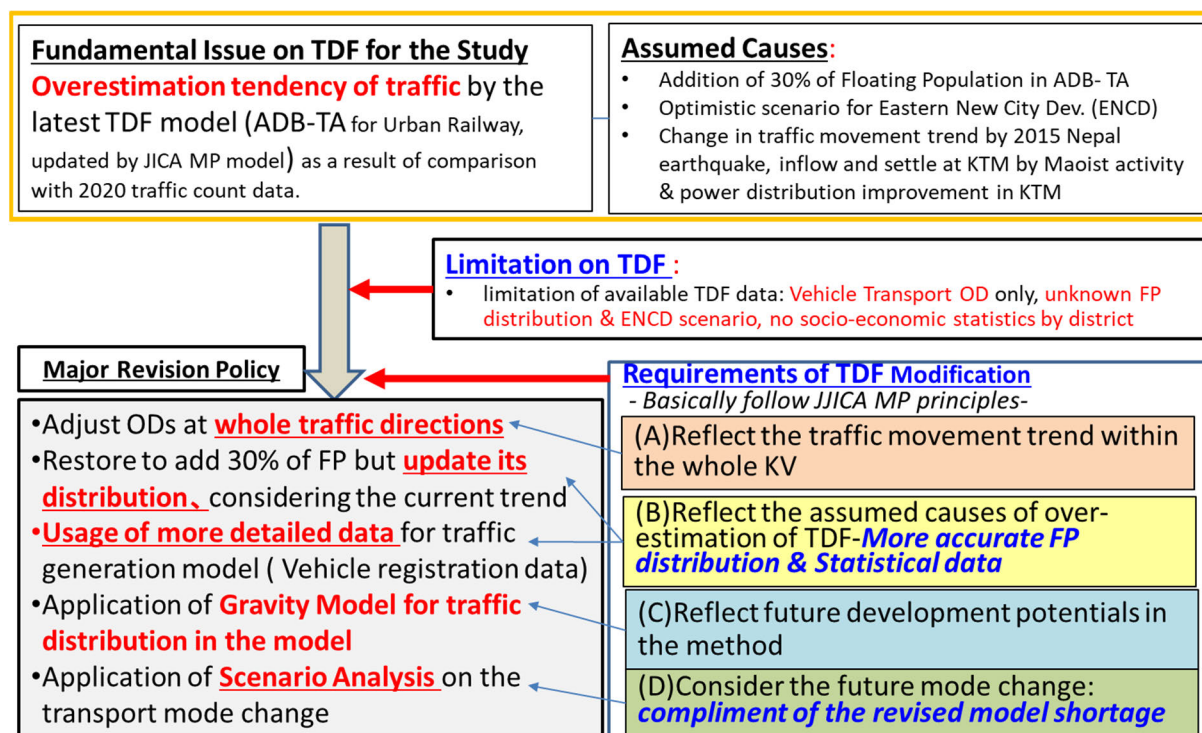 Fundamental Issue on TDF for the Study
Overestimation tendency of traffic by the
latest TDF model (ADB-TA for Urban Railway,
updated by JICA MP model) as a result of comparison
with 2020 traffic count data.
Assumed Causes:
• Addition of 30% of Floating Population in ADB- TA
• Optimistic scenario for Eastern New City Dev. (ENCD)
• Change in traffic movement trend by 2015 Nepal
earthquake, inflow and settle at KTM by Maoist activity
& power distribution improvement in KTM
Limitation on TDF :
• limitation of available TDF data: Vehicle Transport OD only, unknown FP
distribution & ENCD scenario, no socio-economic statistics by district
Major Revision Policy
•Adjust ODs at whole traffic directions
•Restore to add 30% of FP but update its
distribution、considering the current trend
•Usage of more detailed data for traffic
generation model ( Vehicle registration data)
•Application of Gravity Model for traffic
distribution in the model
•Application of Scenario Analysis on the
transport mode change
Requirements of TDF Modification
- Basically follow JJICA MP principles-
(A)Reflect the traffic movement trend within
the whole KV
(B)Reflect the assumed causes of over-
estimation of TDF-More accurate FP
distribution & Statistical data
(C)Reflect future development potentials in
the method
(D)Consider the future mode change:
compliment of the revised model shortage